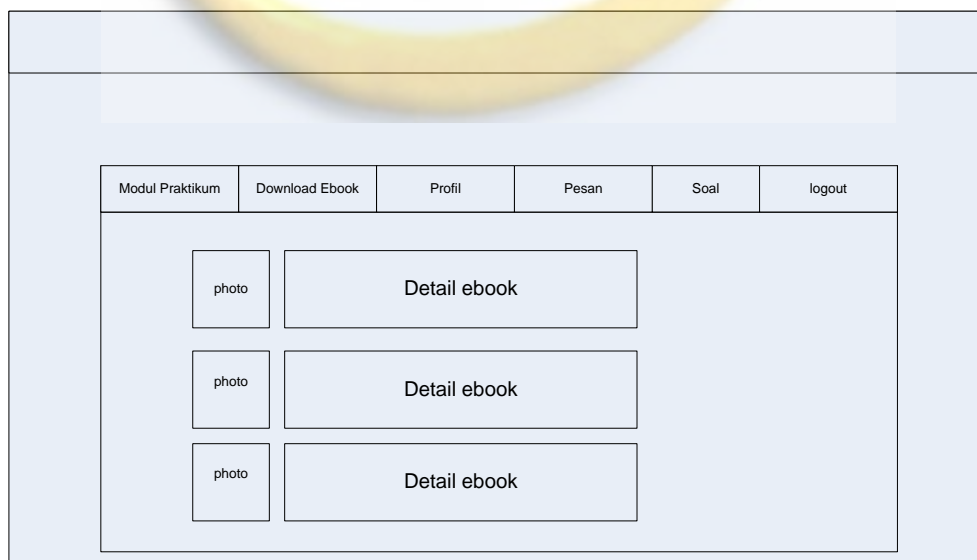 Modul Praktikum
Download Ebook
Profil
Pesan
Soal
logout
photo
Detail ebook
photo
Detail ebook
photo
Detail ebook